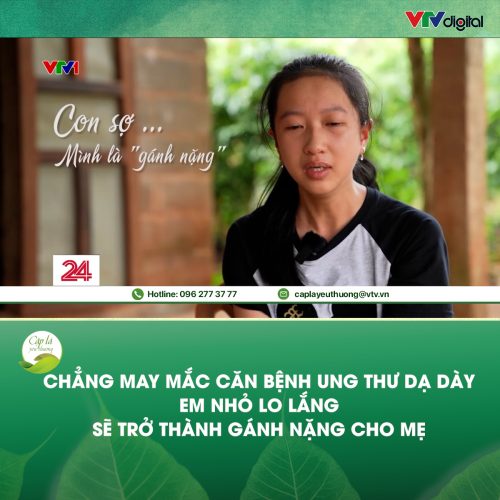 VTV digital
VTV1
Con sợ ...
Mình là "gánh nặng"
24
Hotline: 096 277 37 77
caplayeuthuong@vtv.vn
Cặp lá
yêu thương
CHẲNG MAY MẮC CĂN BỆNH UNG THƯ DẠ DÀY
EM NHỎ LO LẮNG
SẼ TRỞ THÀNH GÁNH NẶNG CHO MẸ